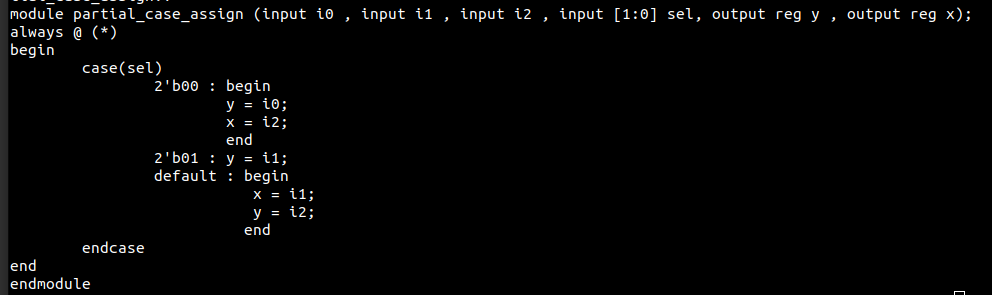 module partial_case_assign (input i0 , input i1 , input i2 , input [1:0] sel, output reg y , output reg x);
always @ (*)
begin
        case(sel)
                2'b00 : begin
                        y = i0;
                        x = i2;
                        end
                2'b01 : y = i1;
                default : begin
                           x = i1;
                           y = i2;
                          end
        endcase
end
endmodule